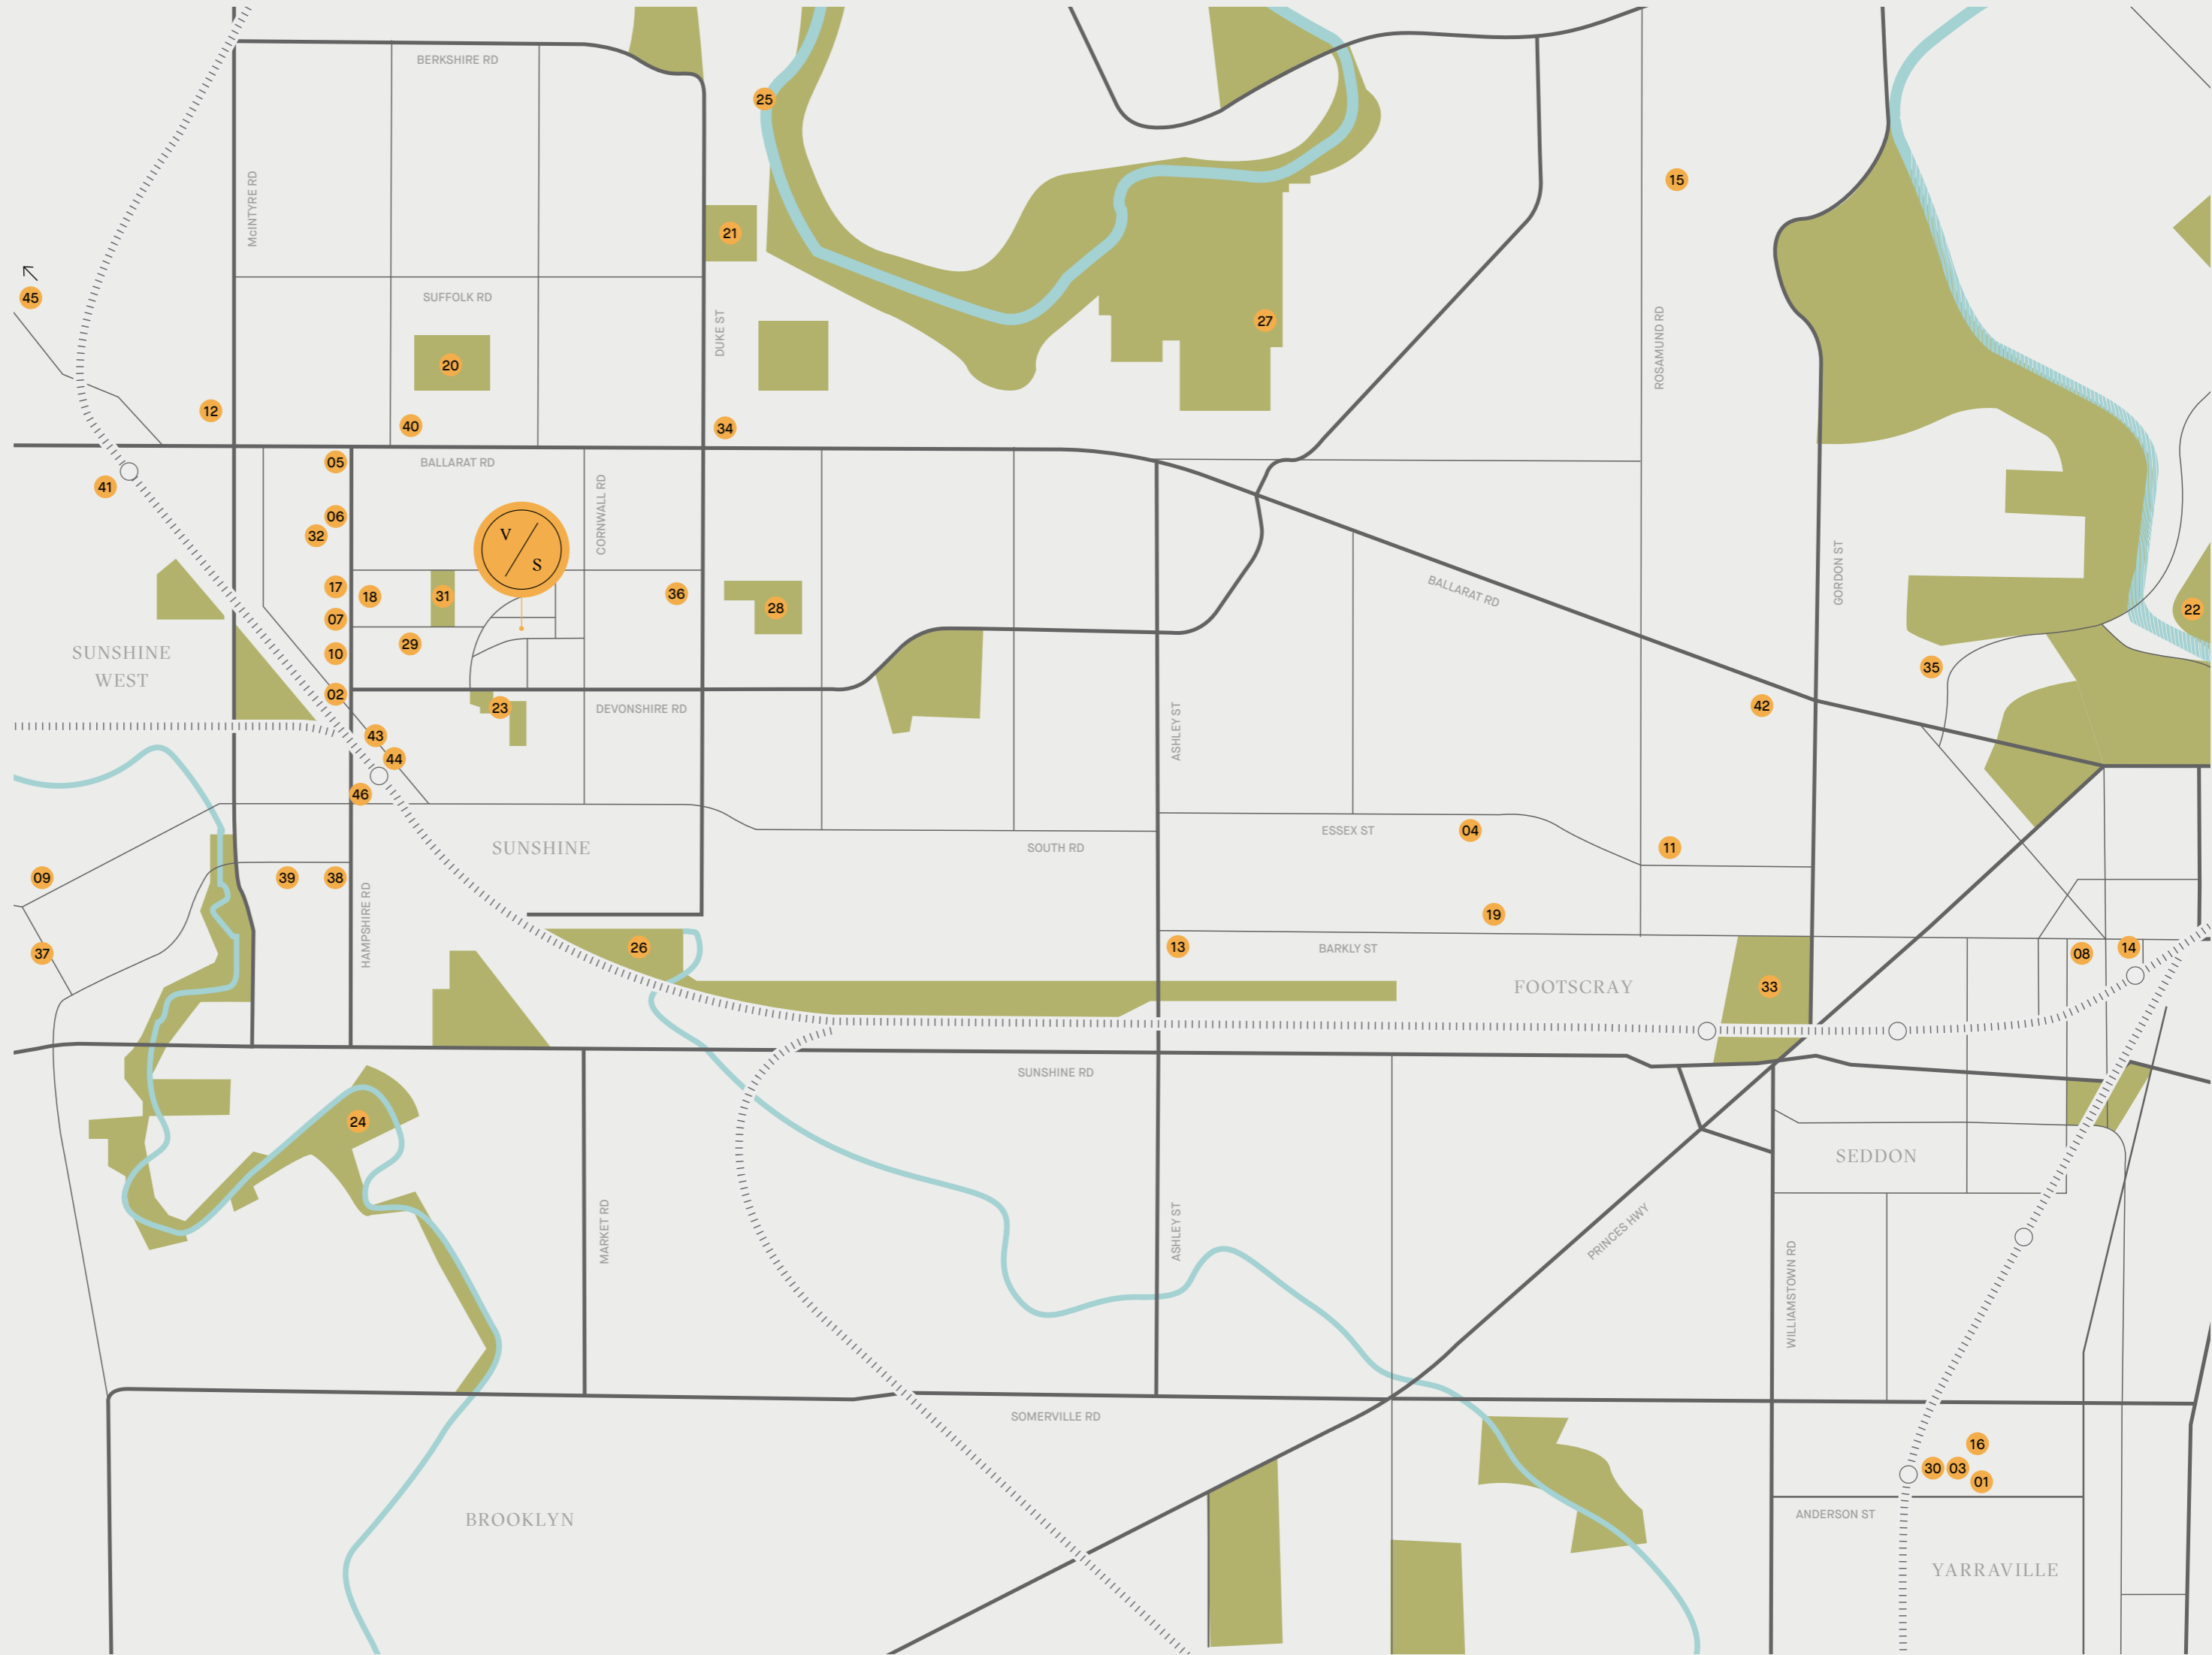 BERKSHIRE RD
25
McINTYRE RD
15
21
45
SUFFOLK RD
27
DUKE ST
ROSAMUND RD
20
12
40
34
05
BALLARAT RD
41
CORNWALL RD
06
32
V
S
GORDON ST
17
18
31
36
28
BALLARAT RD
22
07
29
10
SUNSHINE
WEST
35
02
23
DEVONSHIRE RD
42
43
ASHLEY ST
44
46
ESSEX ST
04
SUNSHINE
SOUTH RD
11
09
39
38
HAMPSHIRE RD
19
37
26
13
BARKLY ST
08
14
FOOTSCRAY
33
SUNSHINE RD
24
SEDDON
MARKET RD
ASHLEY ST
PRINCES HWY
WILLIAMSTOWN RD
SOMERVILLE RD
16
30
03
01
BROOKLYN
ANDERSON ST
YARRAVILLE